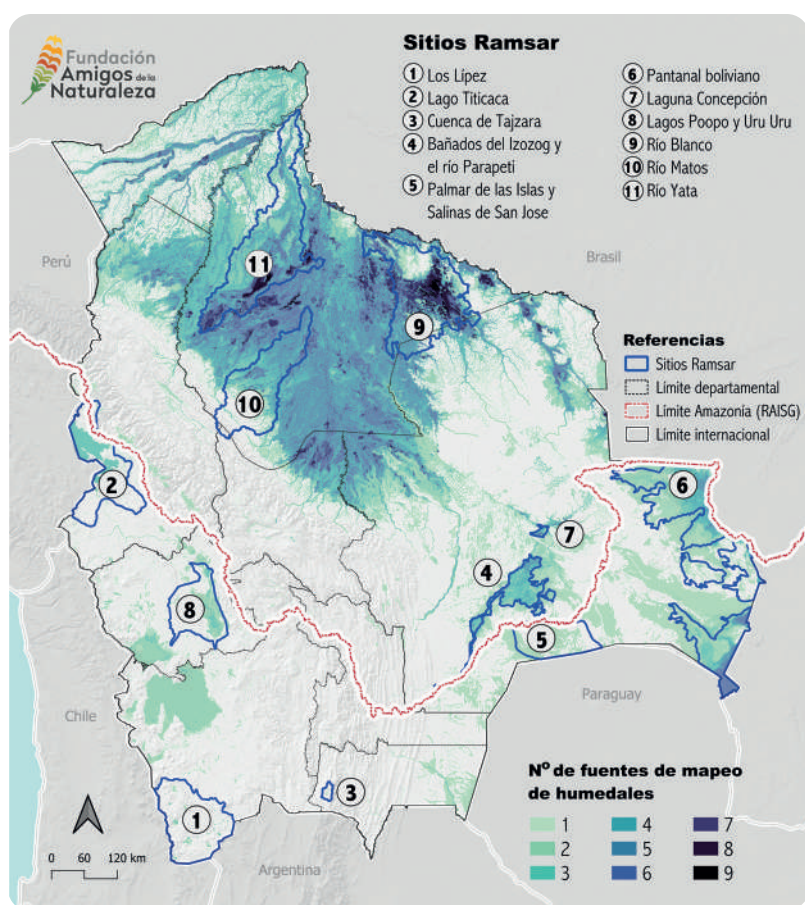 Fundación
Amigos de la
Naturaleza
Sitios Ramsar
1 Los Lípez
2 Lago Titicaca
3 Cuenca de Tajzara
4 Bañados del Izozog y
el río Parapetí
5 Palmar de las Islas y
Salinas de San Jose
6 Pantanal boliviano
7 Laguna Concepción
8 Lagos Poopo y Uru Uru
9 Río Blanco
10 Río Matos
11 Río Yata
Perú
Brasil
11
9
10
Referencias
Sitios Ramsar
Límite departamental
Límite Amazonía (RAISG)
Límite internacional
2
6
7
4
8
5
Paraguay
Chile
3
1
Argentina
0 60 120 km
Nº de fuentes de mapeo
de humedales
1 4 7
2 5 8
3 6 9